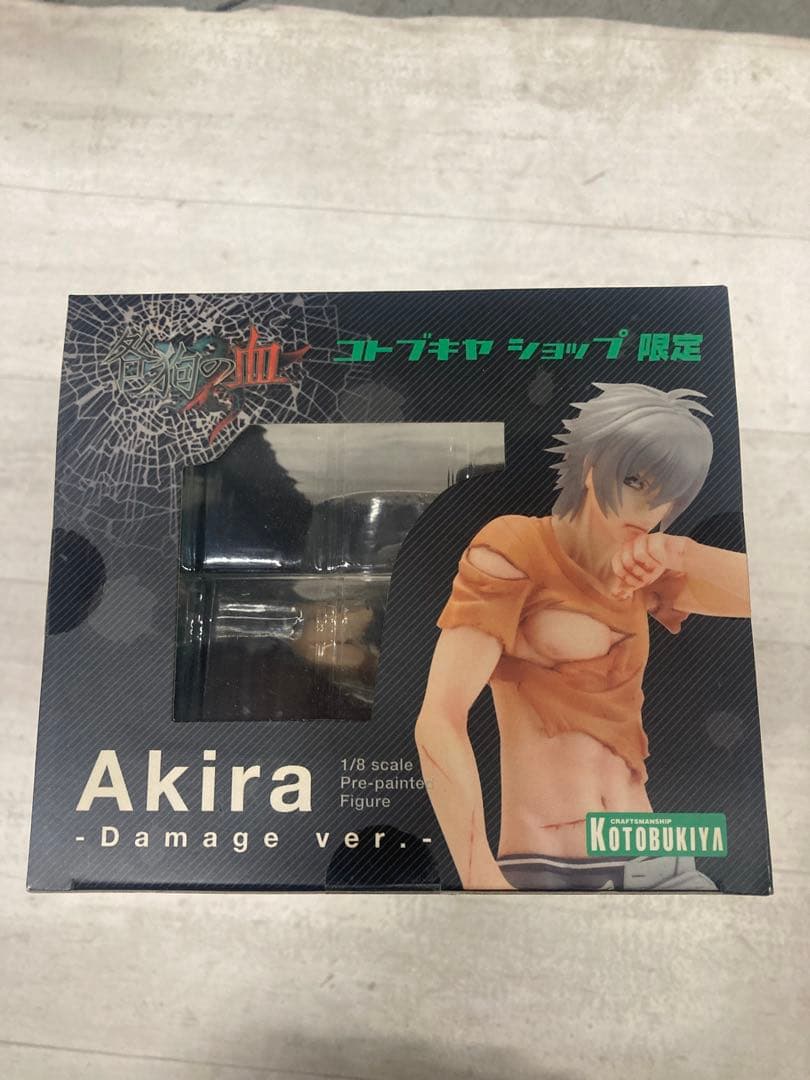 咎狗の血
コトブキヤ ショップ 限定
Akira
1/8 scale
Pre-painted
Figure
-Damage ver.-
CRAFTSMANSHIP
KOTOBUKIYA